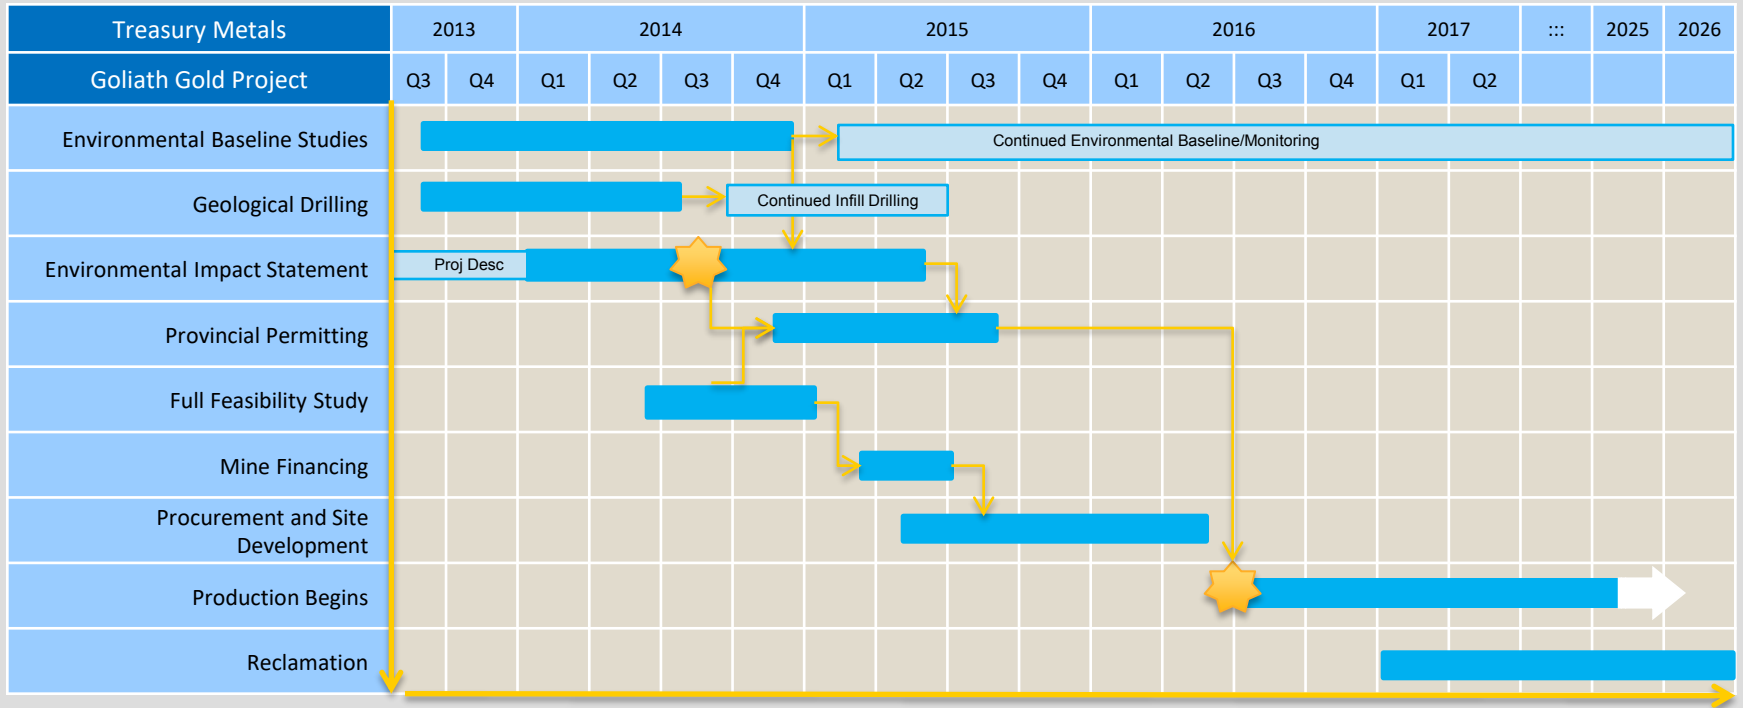 Treasury Metals 2013 2014 2015 2016 2017 ::: 2025 2026
Goliath Gold Project Q3 Q4 Q1 Q2 Q3 Q4 Q1 Q2 Q3 Q4 Q1 Q2 Q3 Q4 Q1 Q2
Environmental Baseline Studies Continued Environmental Baseline/Monitoring
Geological Drilling Continued Infill Drilling
Environmental Impact Statement Proj Desc
Provincial Permitting
Full Feasibility Study
Mine Financing
Procurement and Site
Development
Production Begins
Reclamation